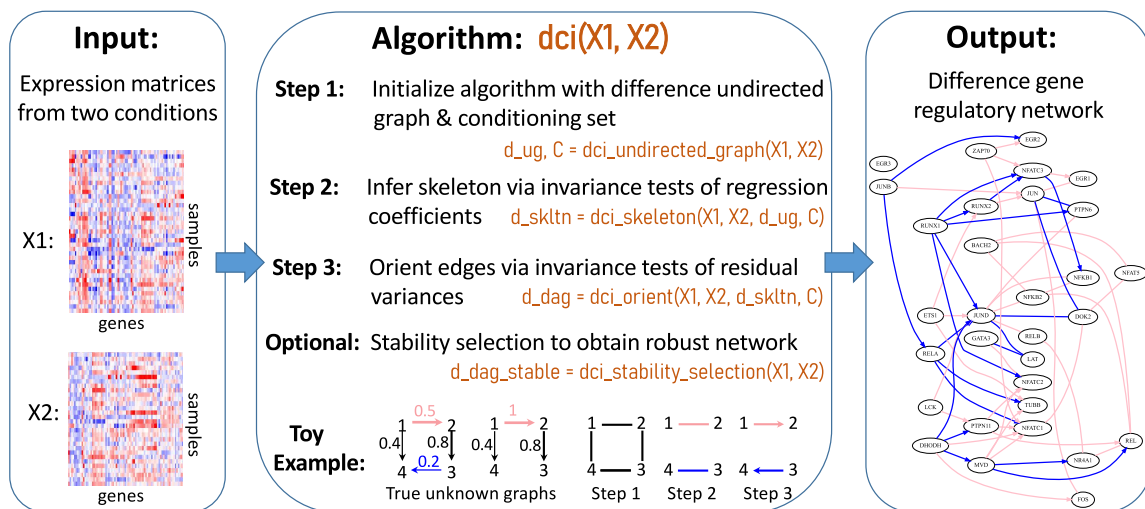 Input:
Expression matrices
from two conditions
X1:
samples
genes
X2:
samples
genes
Algorithm: dci(X1, X2)
Step 1: Initialize algorithm with difference undirected
graph & conditioning set
d_ug, C = dci_undirected_graph(X1, X2)
Step 2: Infer skeleton via invariance tests of regression
coefficients d_skltn = dci_skeleton(X1, X2, d_ug, C)
Step 3: Orient edges via invariance tests of residual
variances d_dag = dci_orient(X1, X2, d_skltn, C)
Optional: Stability selection to obtain robust network
d_dag_stable = dci_stability_selection(X1, X2)
Toy
Example:
1 0.5 2
0.4 0.8
4 0.2 3
1 1 2
0.4 0.8
4 3
True unknown graphs
1 2
4 3
Step 1
1 2
4 3
Step 2
1 2
4 3
Step 3
Output:
Difference gene
regulatory network
EGR2
ZAP70
EGR3
NFATC3
EGR1
JUNB
JUN
RUNX2
PTPN6
RUNX1
BACH2
NFAT5
NFKB1
NFKB2
ETS1
JUND
DOK2
GATA3
RELB
RELA
LAT
NFATC2
LCK
TUBB
PTPN11
NFATC1
DHODH
REL
MVD
NR4A1
FOS